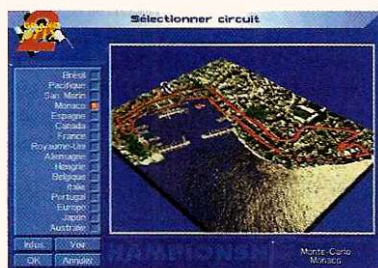 Sélectionner circuit
2
Brésil
Pacifique
San Marin
Monaco
Espagne
Canada
France
Royaume-Uni
Allemagne
Hongrie
Belgique
Italie
Portugal
Europe
Japon
Australie
Infos
Voir
OK
Annuler
Monte-Carlo
Monaco